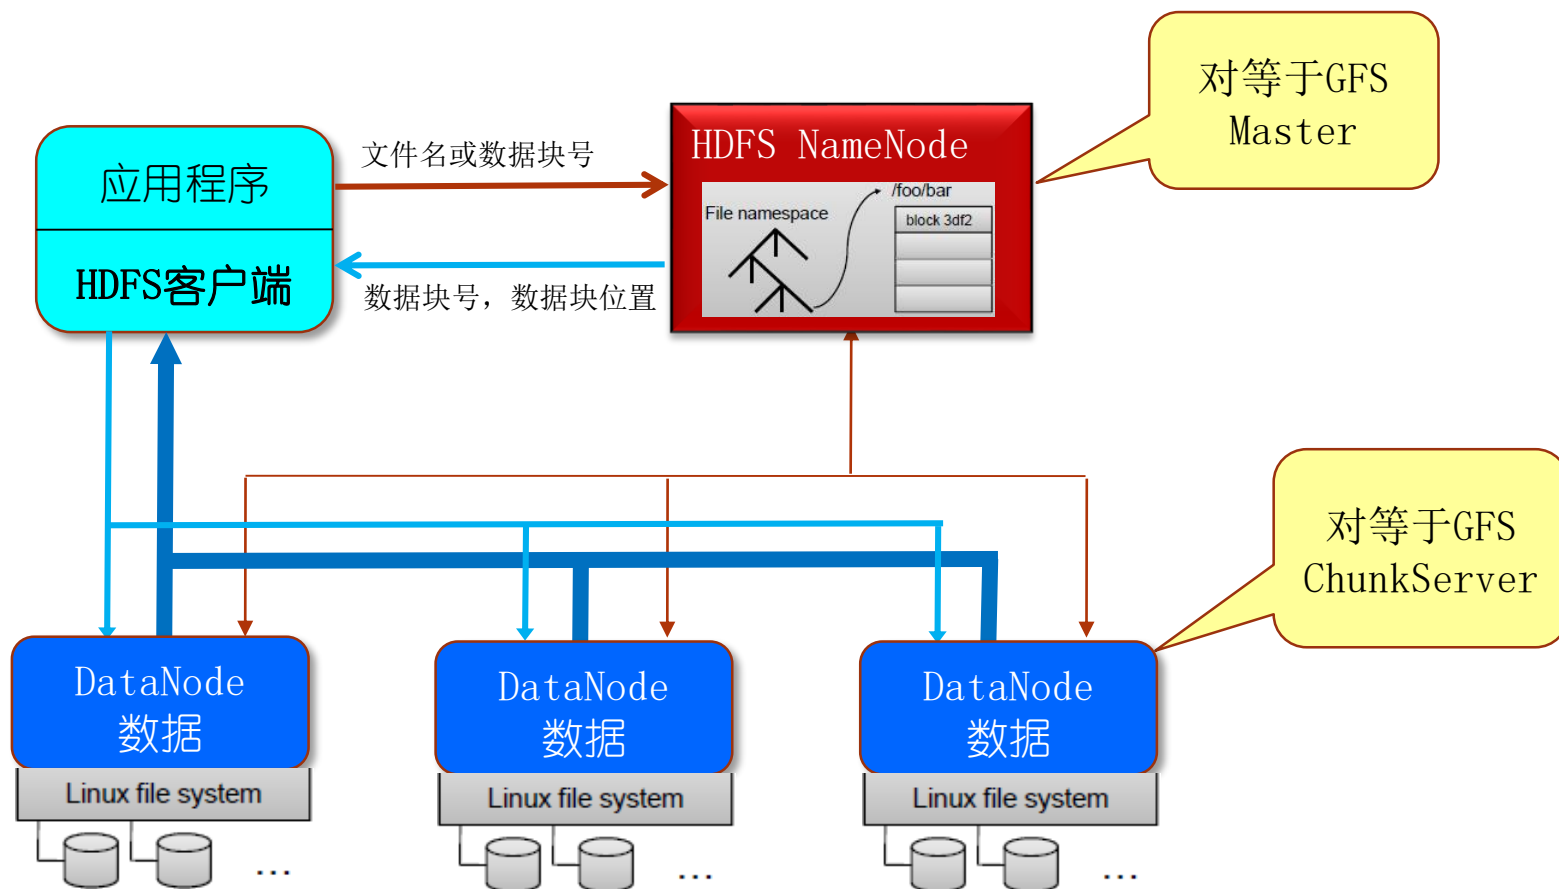 对等于GFS
Master
HDFS NameNode
文件名或数据块号
应用程序
/foo/bar
File namespace
block 3df2
HDFS客户端
数据块号，数据块位置
对等于GFS
ChunkServer
DataNode
数据
DataNode
数据
DataNode
数据
Linux file system
Linux file system
Linux file system
...
...
...